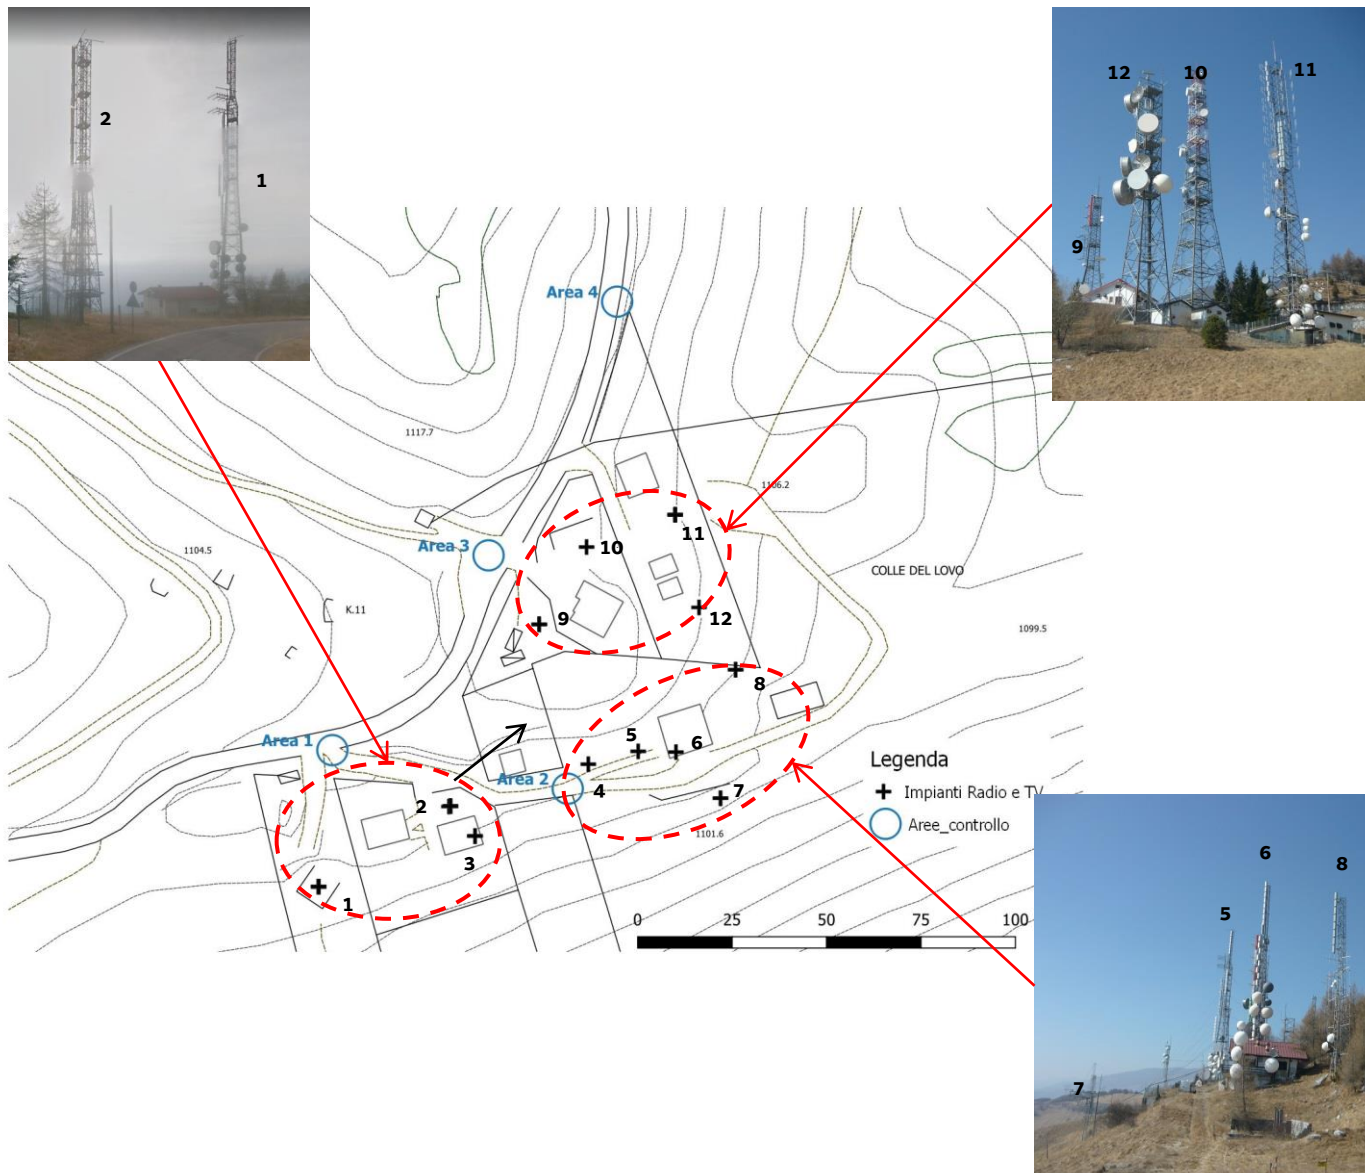 2
1
12
10
11
9
Area 4
1117.7
1106.2
11
10
Area 3
1104.5
COLLE DEL LOVO
K.11
9
12
1099.5
8
Area 1
5
6
Legenda
Area 2
4
7
Impianti Radio e TV
2
Aree_controllo
3
1101.6
1
0 25 50 75 100
6
8
5
7